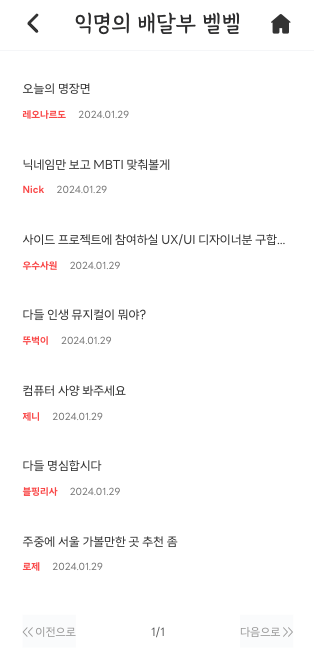 익명의 배달부 벨벨
오늘의 명장면
레오나르도 2024.01.29
닉네임만 보고 MBTI 맞춰볼게
Nick 2024.01.29
사이드 프로젝트에 참여하실 UX/UI 디자이너분 구합...
우수사원 2024.01.29
다들 인생 뮤지컬이 뭐야?
뚜벅이 2024.01.29
컴퓨터 사양 봐주세요
제니 2024.01.29
다들 명심합시다
블핑리사 2024.01.29
주중에 서울 가볼만한 곳 추천 좀
로제 2024.01.29
이전으로 1/1 다음으로